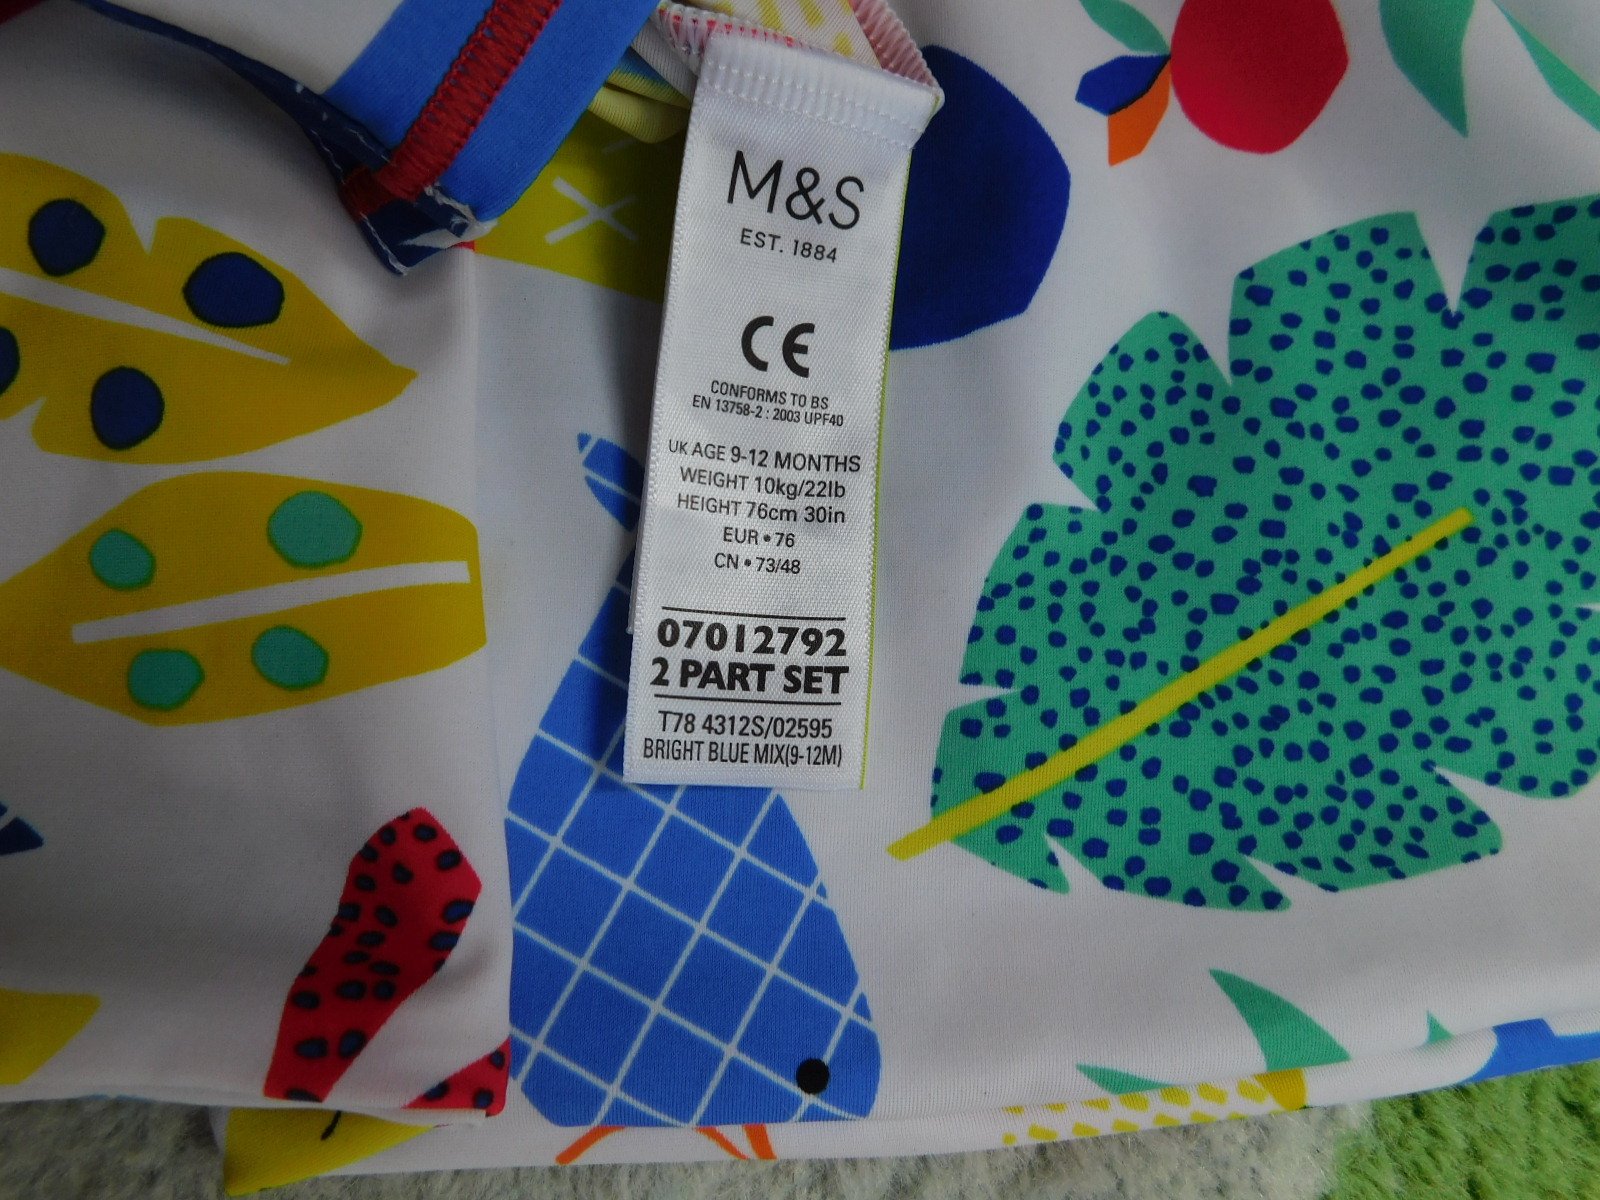 M&S
EST. 1884
CE
CONFORMS TO BS
EN 13758-2 : 2003 UPF40
UK AGE 9-12 MONTHS
WEIGHT 10kg/22lb
HEIGHT 76cm 30in
EUR • 76
CN • 73/48
07012792
2 PART SET
T78 4312S/02595
BRIGHT BLUE MIX(9-12M)